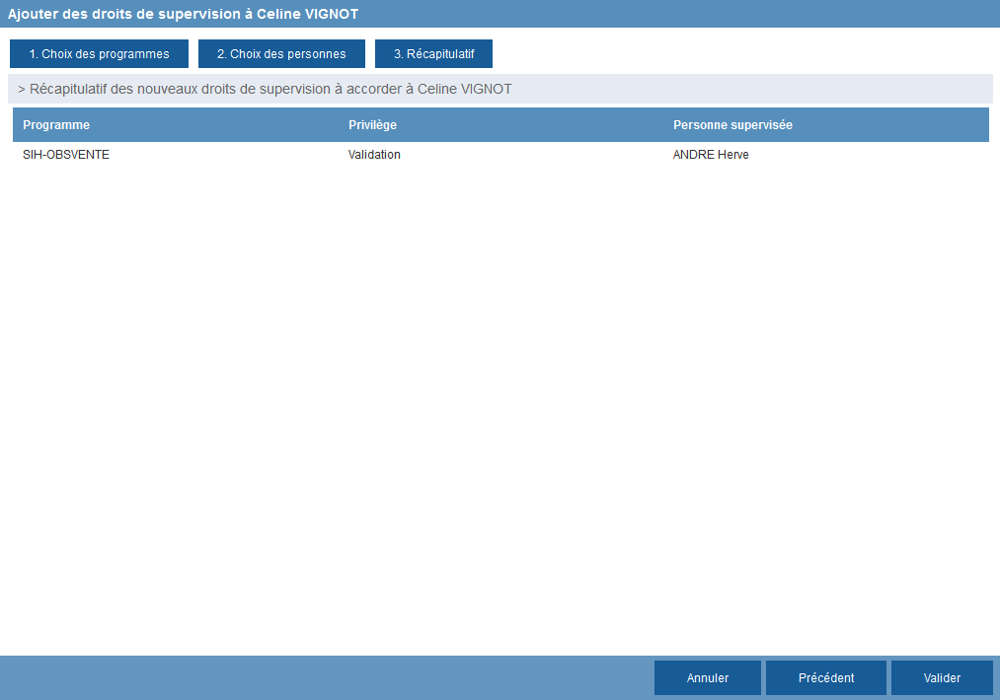 Ajouter des droits de supervision à Celine VIGNOT
1. Choix des programmes 2. Choix des personnes 3. Récapitulatif
> Récapitulatif des nouveaux droits de supervision à accorder à Celine VIGNOT
Programme Privilège Personne supervisée
SIH-OBSVENTE Validation ANDRE Herve
Annuler Précédent Valider